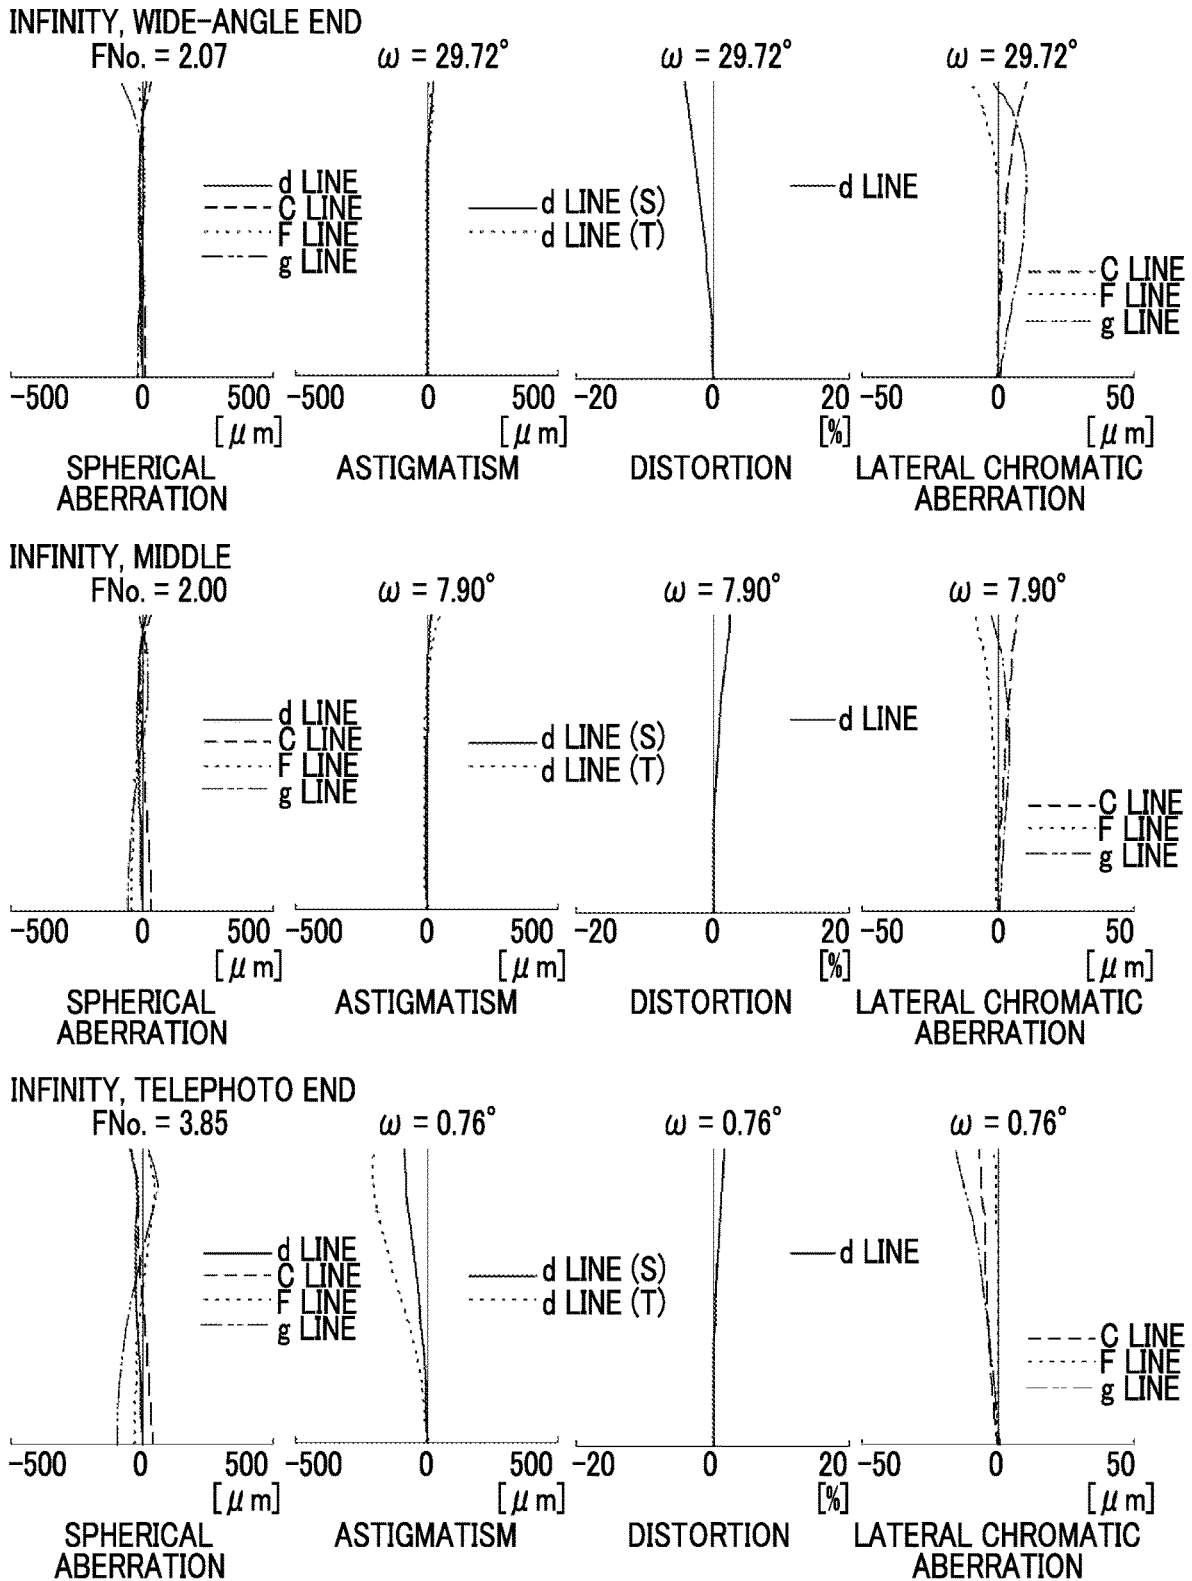 INFINITY, WIDE-ANGLE END
FNo. = 2.07
ω = 29.72°
ω = 29.72°
ω = 29.72°
d LINE
C LINE
F LINE
g LINE
d LINE (S)
d LINE (T)
d LINE
C LINE
F LINE
g LINE
-500 0 500
[μm]
-500 0 500
[μm]
-20 0 20
[%]
-50 0 50
[μm]
SPHERICAL
ABERRATION
ASTIGMATISM
DISTORTION
LATERAL CHROMATIC
ABERRATION
INFINITY, MIDDLE
FNo. = 2.00
ω = 7.90°
ω = 7.90°
ω = 7.90°
d LINE
C LINE
F LINE
g LINE
d LINE (S)
d LINE (T)
d LINE
C LINE
F LINE
g LINE
-500 0 500
[μm]
-500 0 500
[μm]
-20 0 20
[%]
-50 0 50
[μm]
SPHERICAL
ABERRATION
ASTIGMATISM
DISTORTION
LATERAL CHROMATIC
ABERRATION
INFINITY, TELEPHOTO END
FNo. = 3.85
ω = 0.76°
ω = 0.76°
ω = 0.76°
d LINE
C LINE
F LINE
g LINE
d LINE (S)
d LINE (T)
d LINE
C LINE
F LINE
g LINE
-500 0 500
[μm]
-500 0 500
[μm]
-20 0 20
[%]
-50 0 50
[μm]
SPHERICAL
ABERRATION
ASTIGMATISM
DISTORTION
LATERAL CHROMATIC
ABERRATION